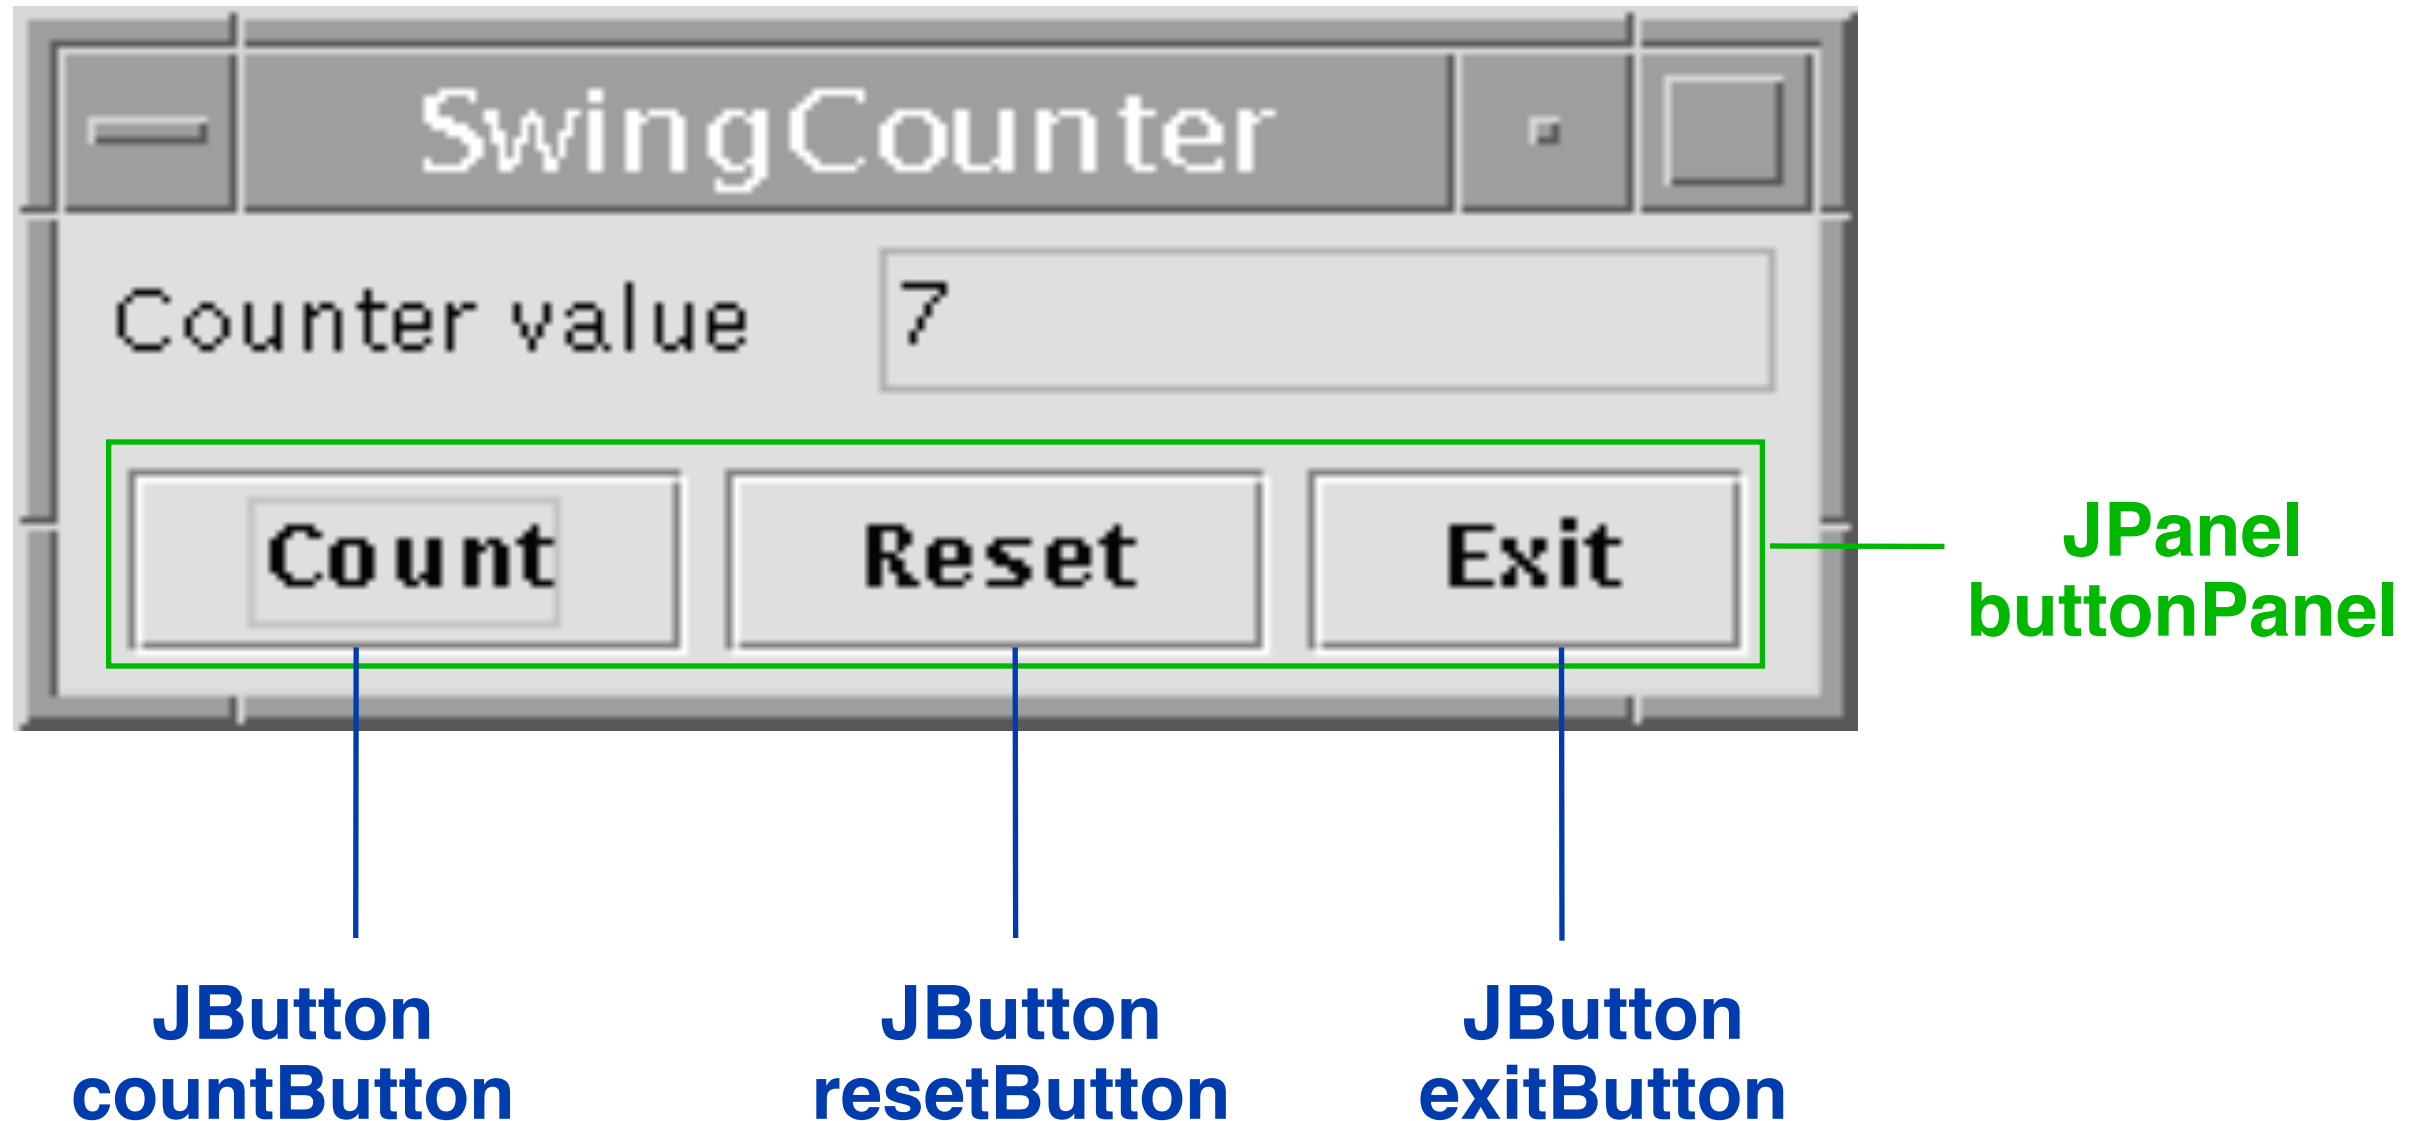 SwingCounter
Counter value 7
Count Reset Exit
JPanel
buttonPanel
JButton JButton JButton
countButton resetButton exitButton